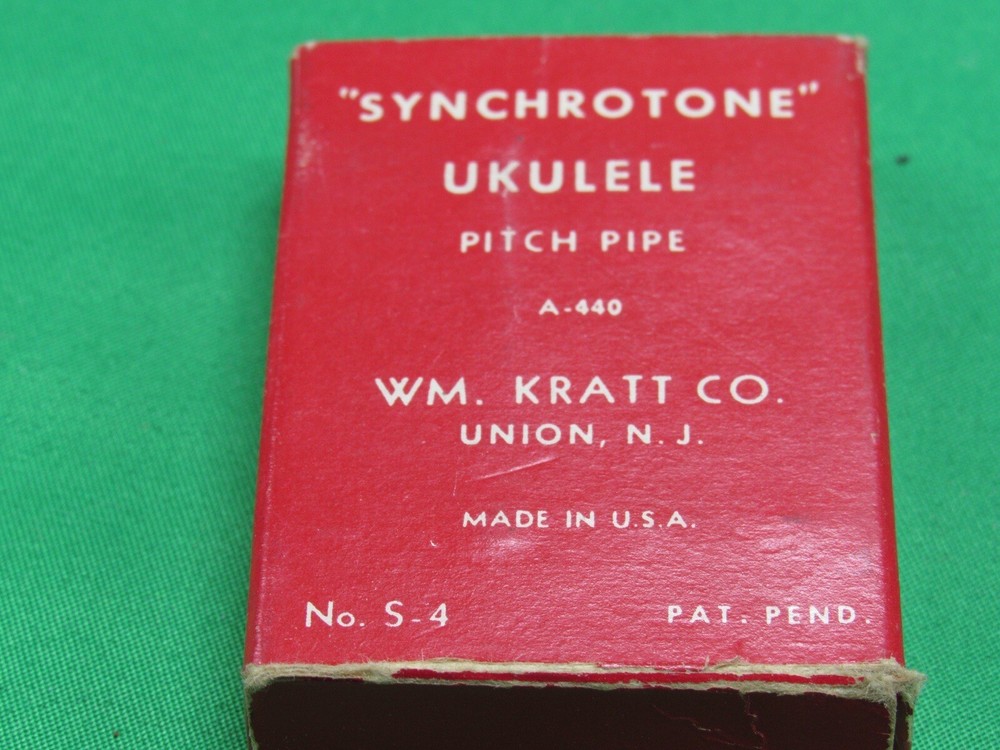 "SYNCHROTONE"
UKULELE
PITCH PIPE
A-440
WM. KRATT CO.
UNION, N. J.
MADE IN U.S.A.
No. S-4 PAT. PEND.